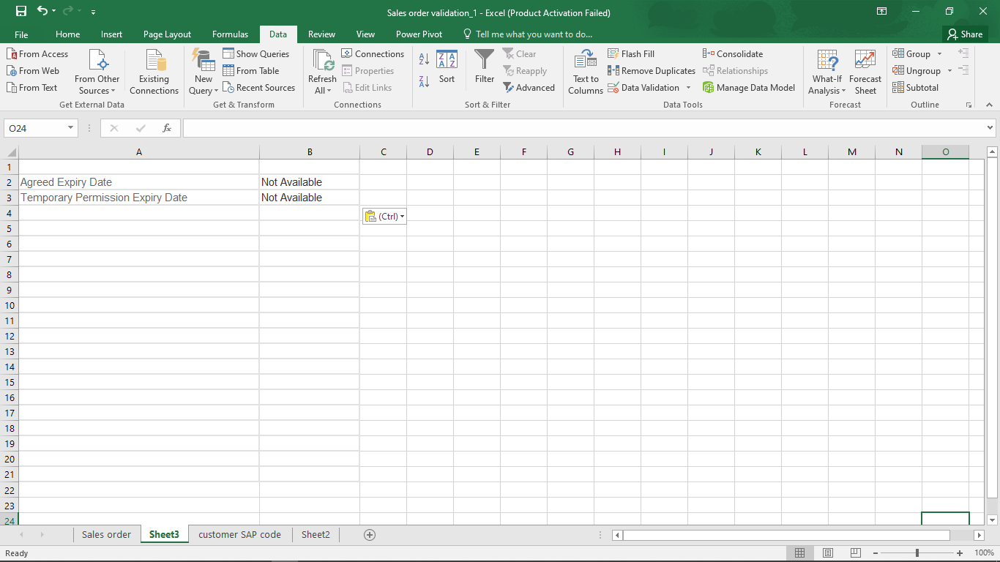 Sales order validation_1 - Excel (Product Activation Failed)
File Home Insert Page Layout Formulas Data Review View Power Pivot Tell me what you want to do... Share
From Access
From Web
From Text
From Other Sources
Existing Connections
Get External Data
New Query
Show Queries
From Table
Recent Sources
Get & Transform
Refresh All
Connections
Properties
Edit Links
Connections
Sort
Filter
Clear
Reapply
Advanced
Sort & Filter
Text to Columns
Flash Fill
Remove Duplicates
Data Validation
Consolidate
Relationships
Manage Data Model
Data Tools
What-If Analysis
Forecast Sheet
Forecast
Group
Ungroup
Subtotal
Outline
O24 fx
A B C D E F G H I J K L M N O
1
2 Agreed Expiry Date Not Available
3 Temporary Permission Expiry Date Not Available
4 (Ctrl)
5
6
7
8
9
10
11
12
13
14
15
16
17
18
19
20
21
22
23
24
Sales order Sheet3 customer SAP code Sheet2
Ready 100%